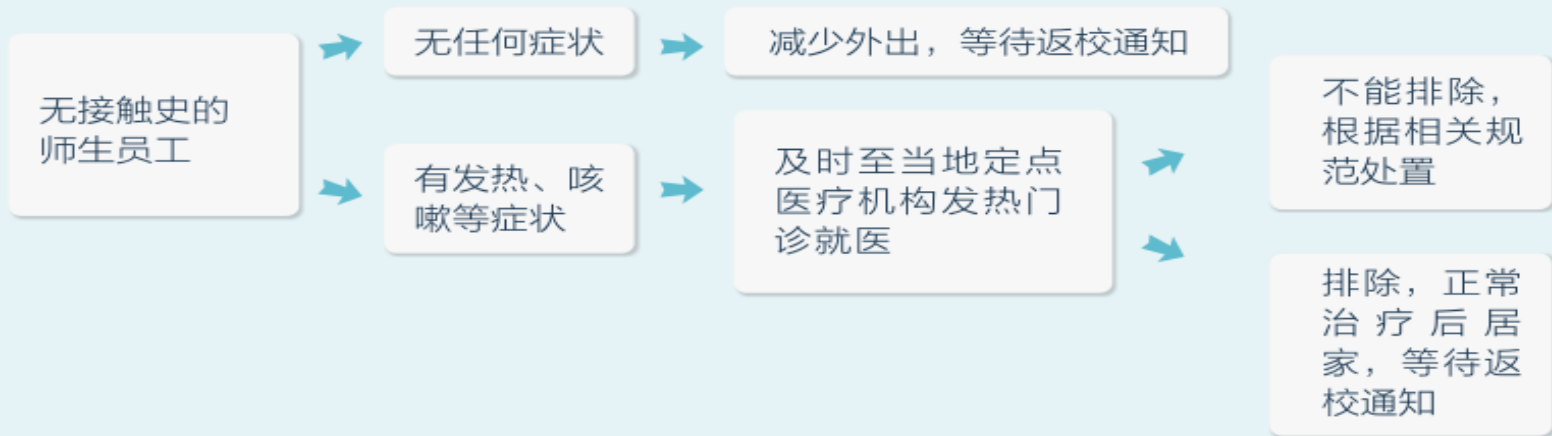 无接触史的
师生员工
无任何症状
减少外出，等待返校通知
有发热、咳
嗽等症状
及时至当地定点
医疗机构发热门
诊就医
不能排除，
根据相关规
范处置
排除，正常
治疗后居
家，等待返
校通知